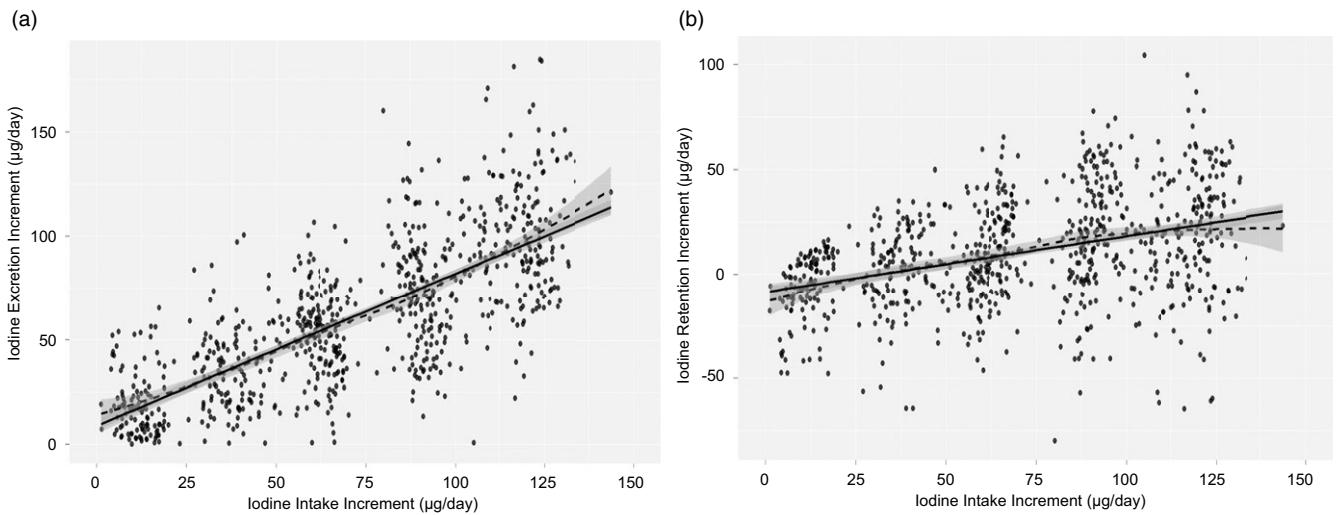 (a)
Iodine Excretion Increment (µg/day)
150
100
50
0
0 25 50 75 100 125 150
Iodine Intake Increment (µg/day)
(b)
Iodine Retention Increment (µg/day)
100
50
0
-50
0 25 50 75 100 125 150
Iodine Intake Increment (µg/day)